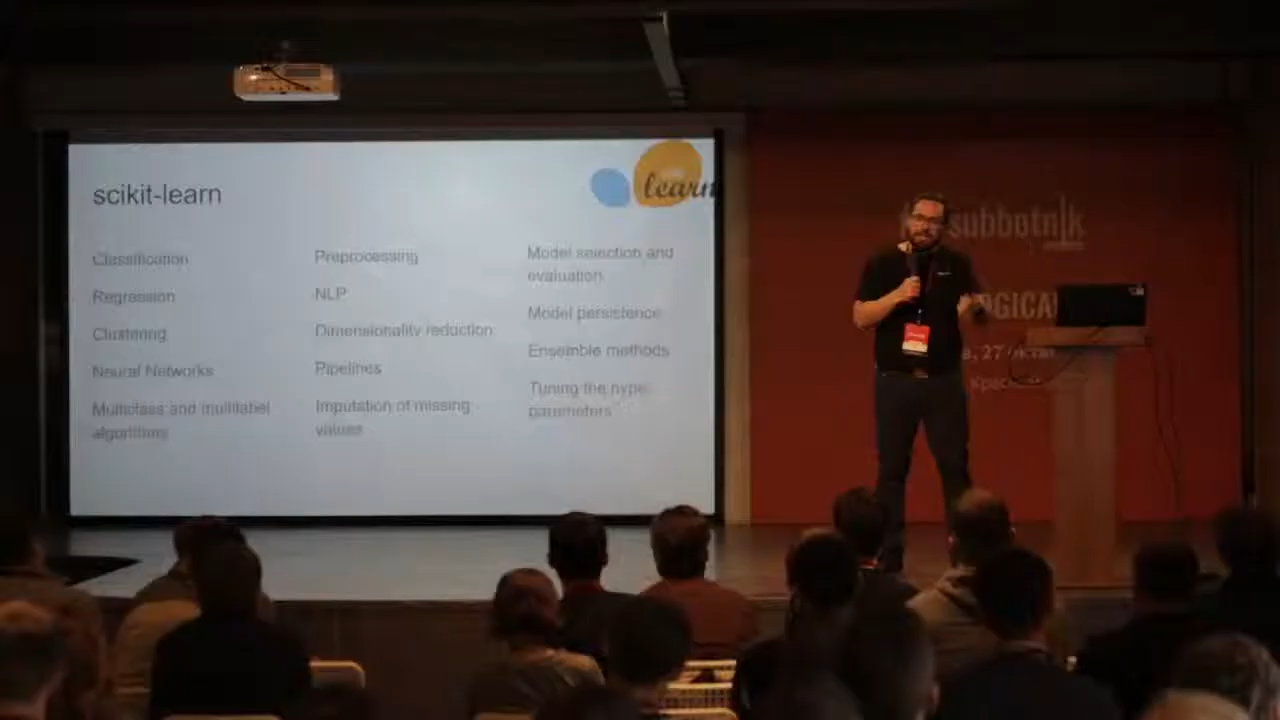 scikit-learn
learn
Classification
Regression
Clustering
Neural Networks
Multiclass and multilabel
algorithms
Preprocessing
NLP
Dimensionality reduction
Pipelines
Imputation of missing
values
Model selection and
evaluation
Model persistence
Ensemble methods
Tuning the hyper
parameters
subbotnik
27